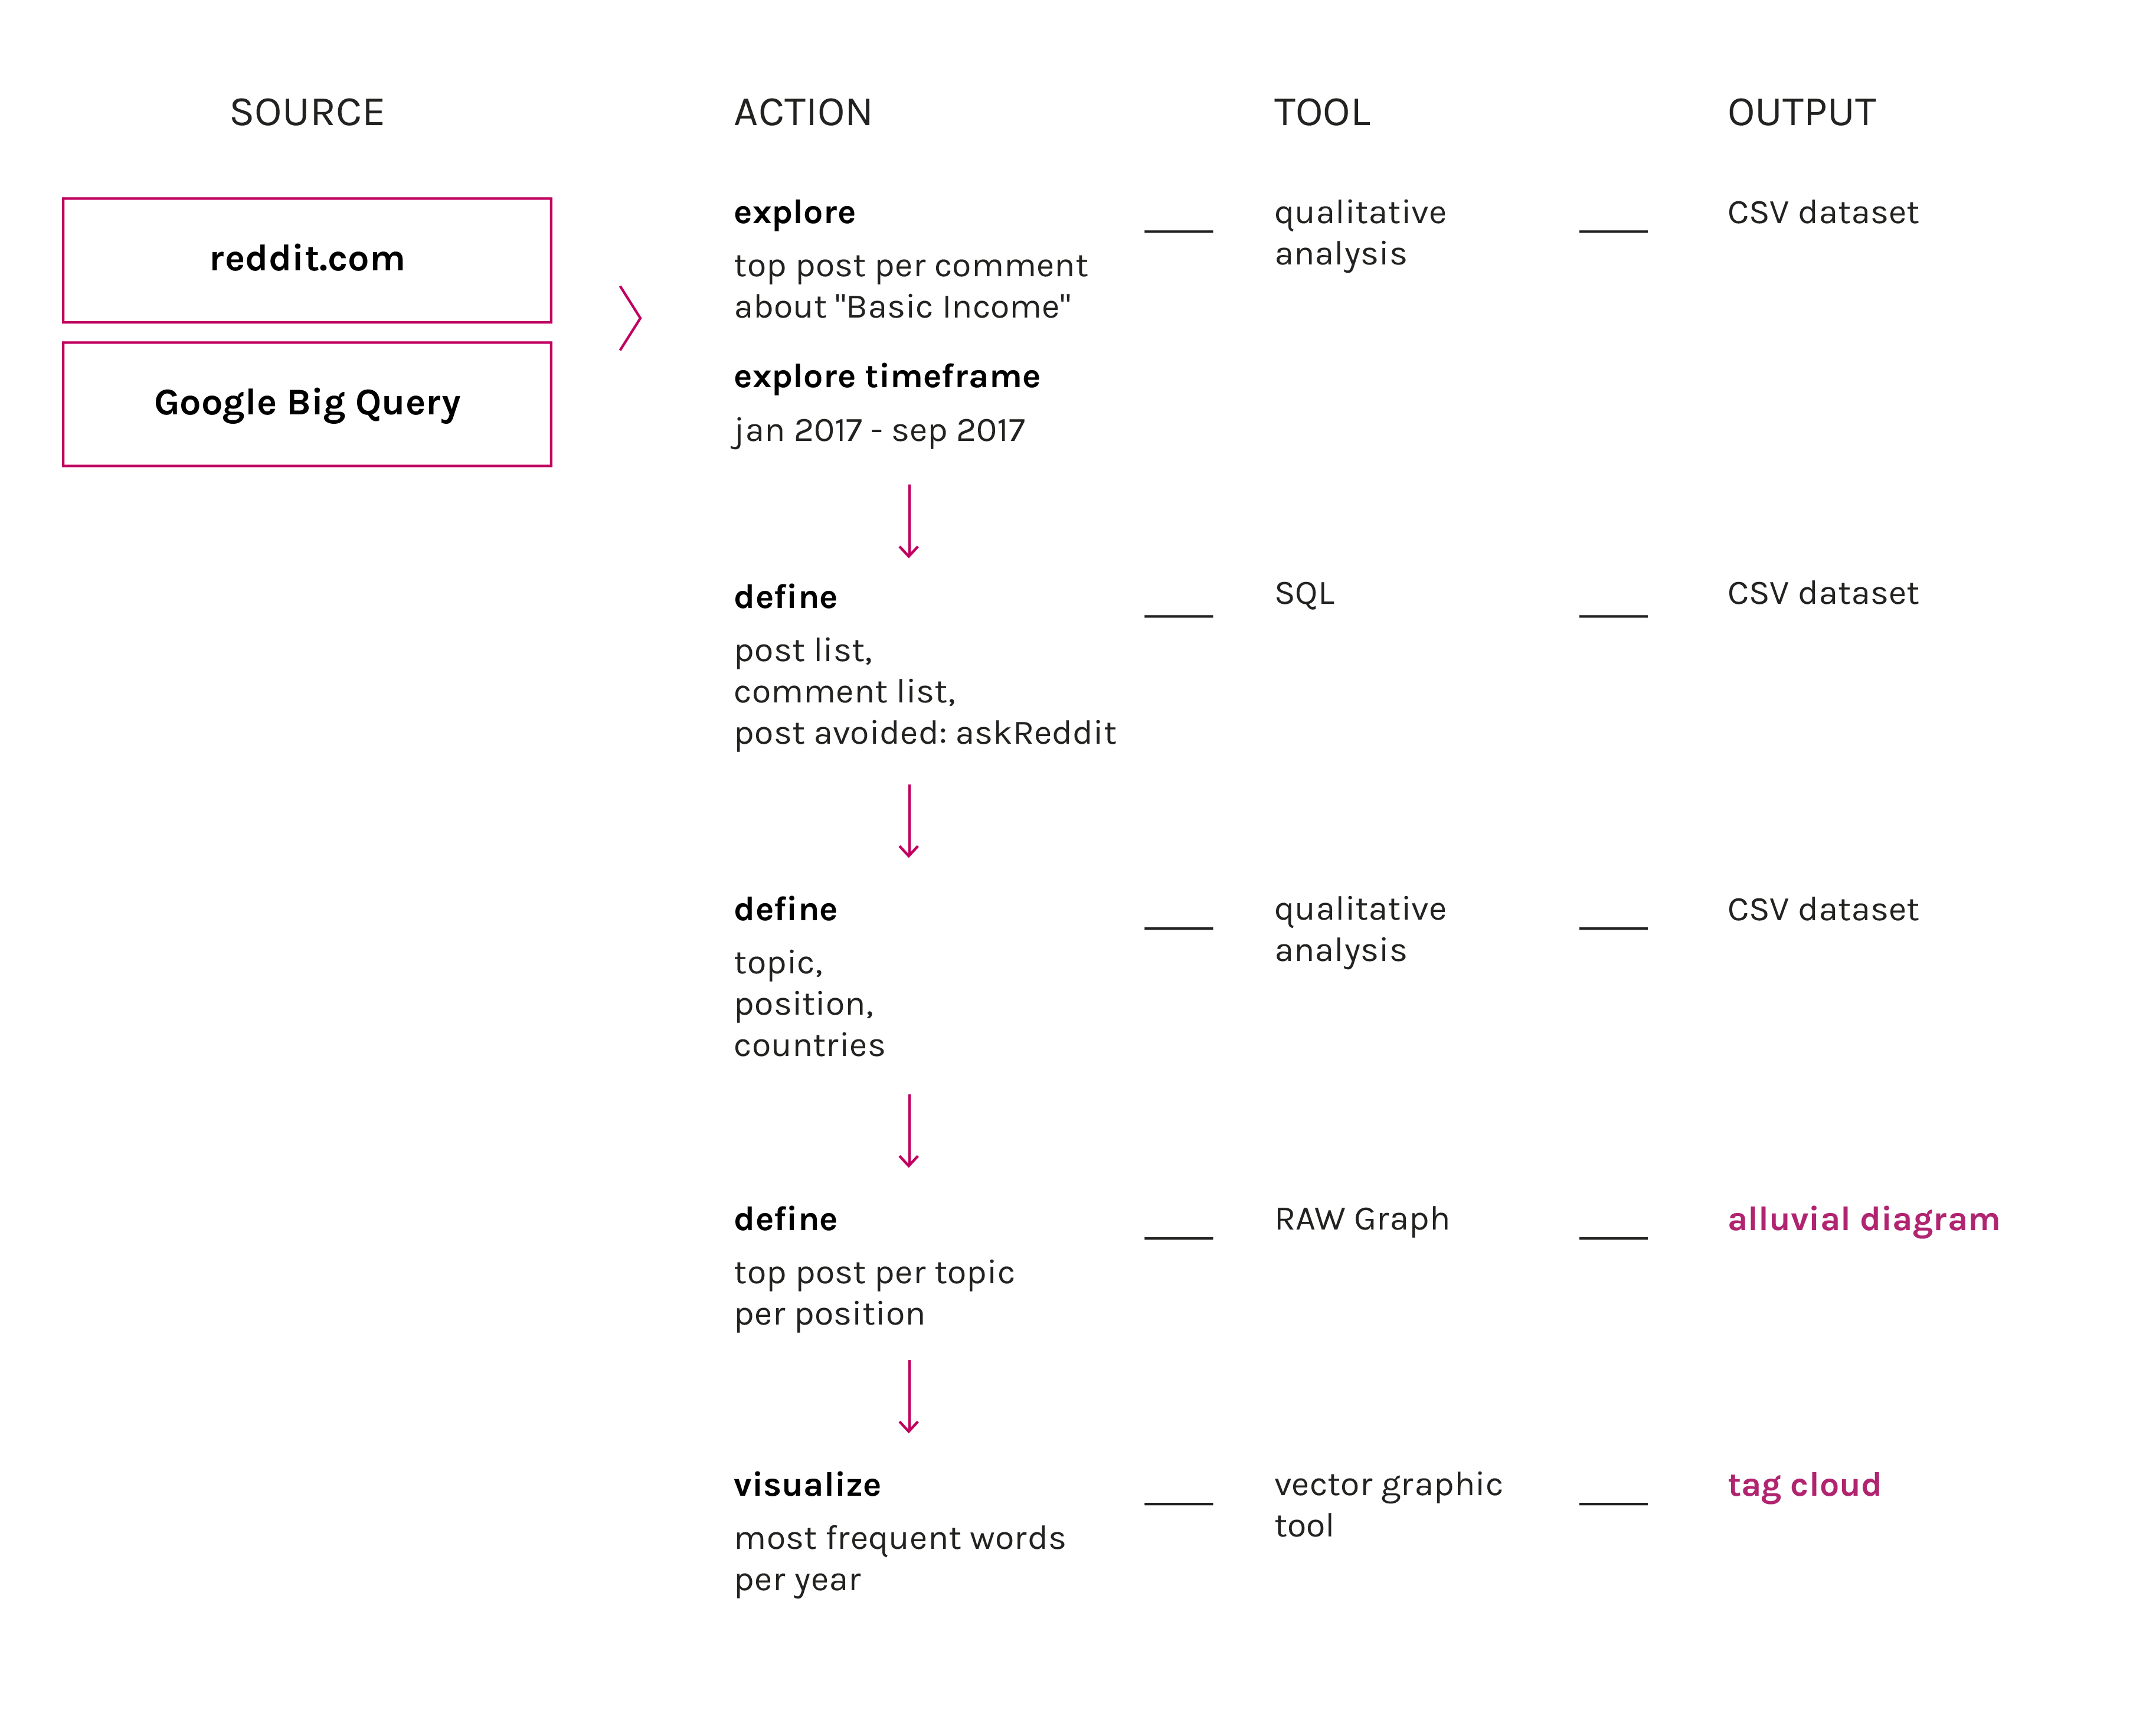 SOURCE
ACTION
TOOL
OUTPUT
reddit.com
Google Big Query
explore
top post per comment
about "Basic Income"
explore timeframe
jan 2017 - sep 2017
qualitative
analysis
CSV dataset
define
post list,
comment list,
post avoided: askReddit
SQL
CSV dataset
define
topic,
position,
countries
qualitative
analysis
CSV dataset
define
top post per topic
per position
RAW Graph
alluvial diagram
visualize
most frequent words
per year
vector graphic
tool
tag cloud